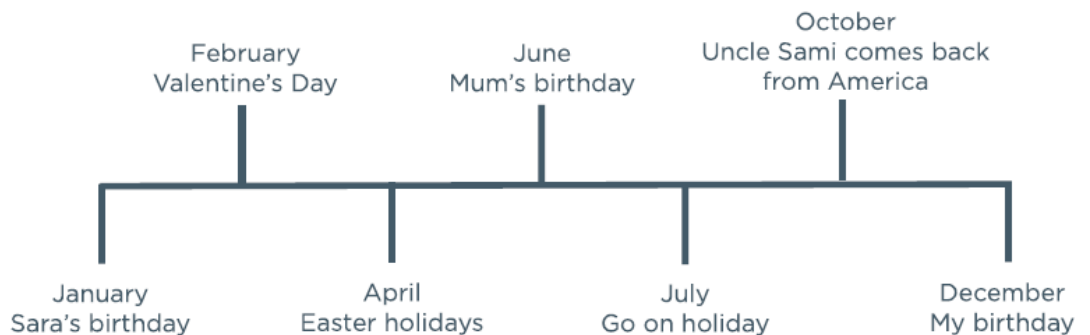 January
Sara’s birthday
February
Valentine’s Day
April
Easter holidays
June
Mum’s birthday
July
Go on holiday
October
Uncle Sami comes back
from America
December
My birthday